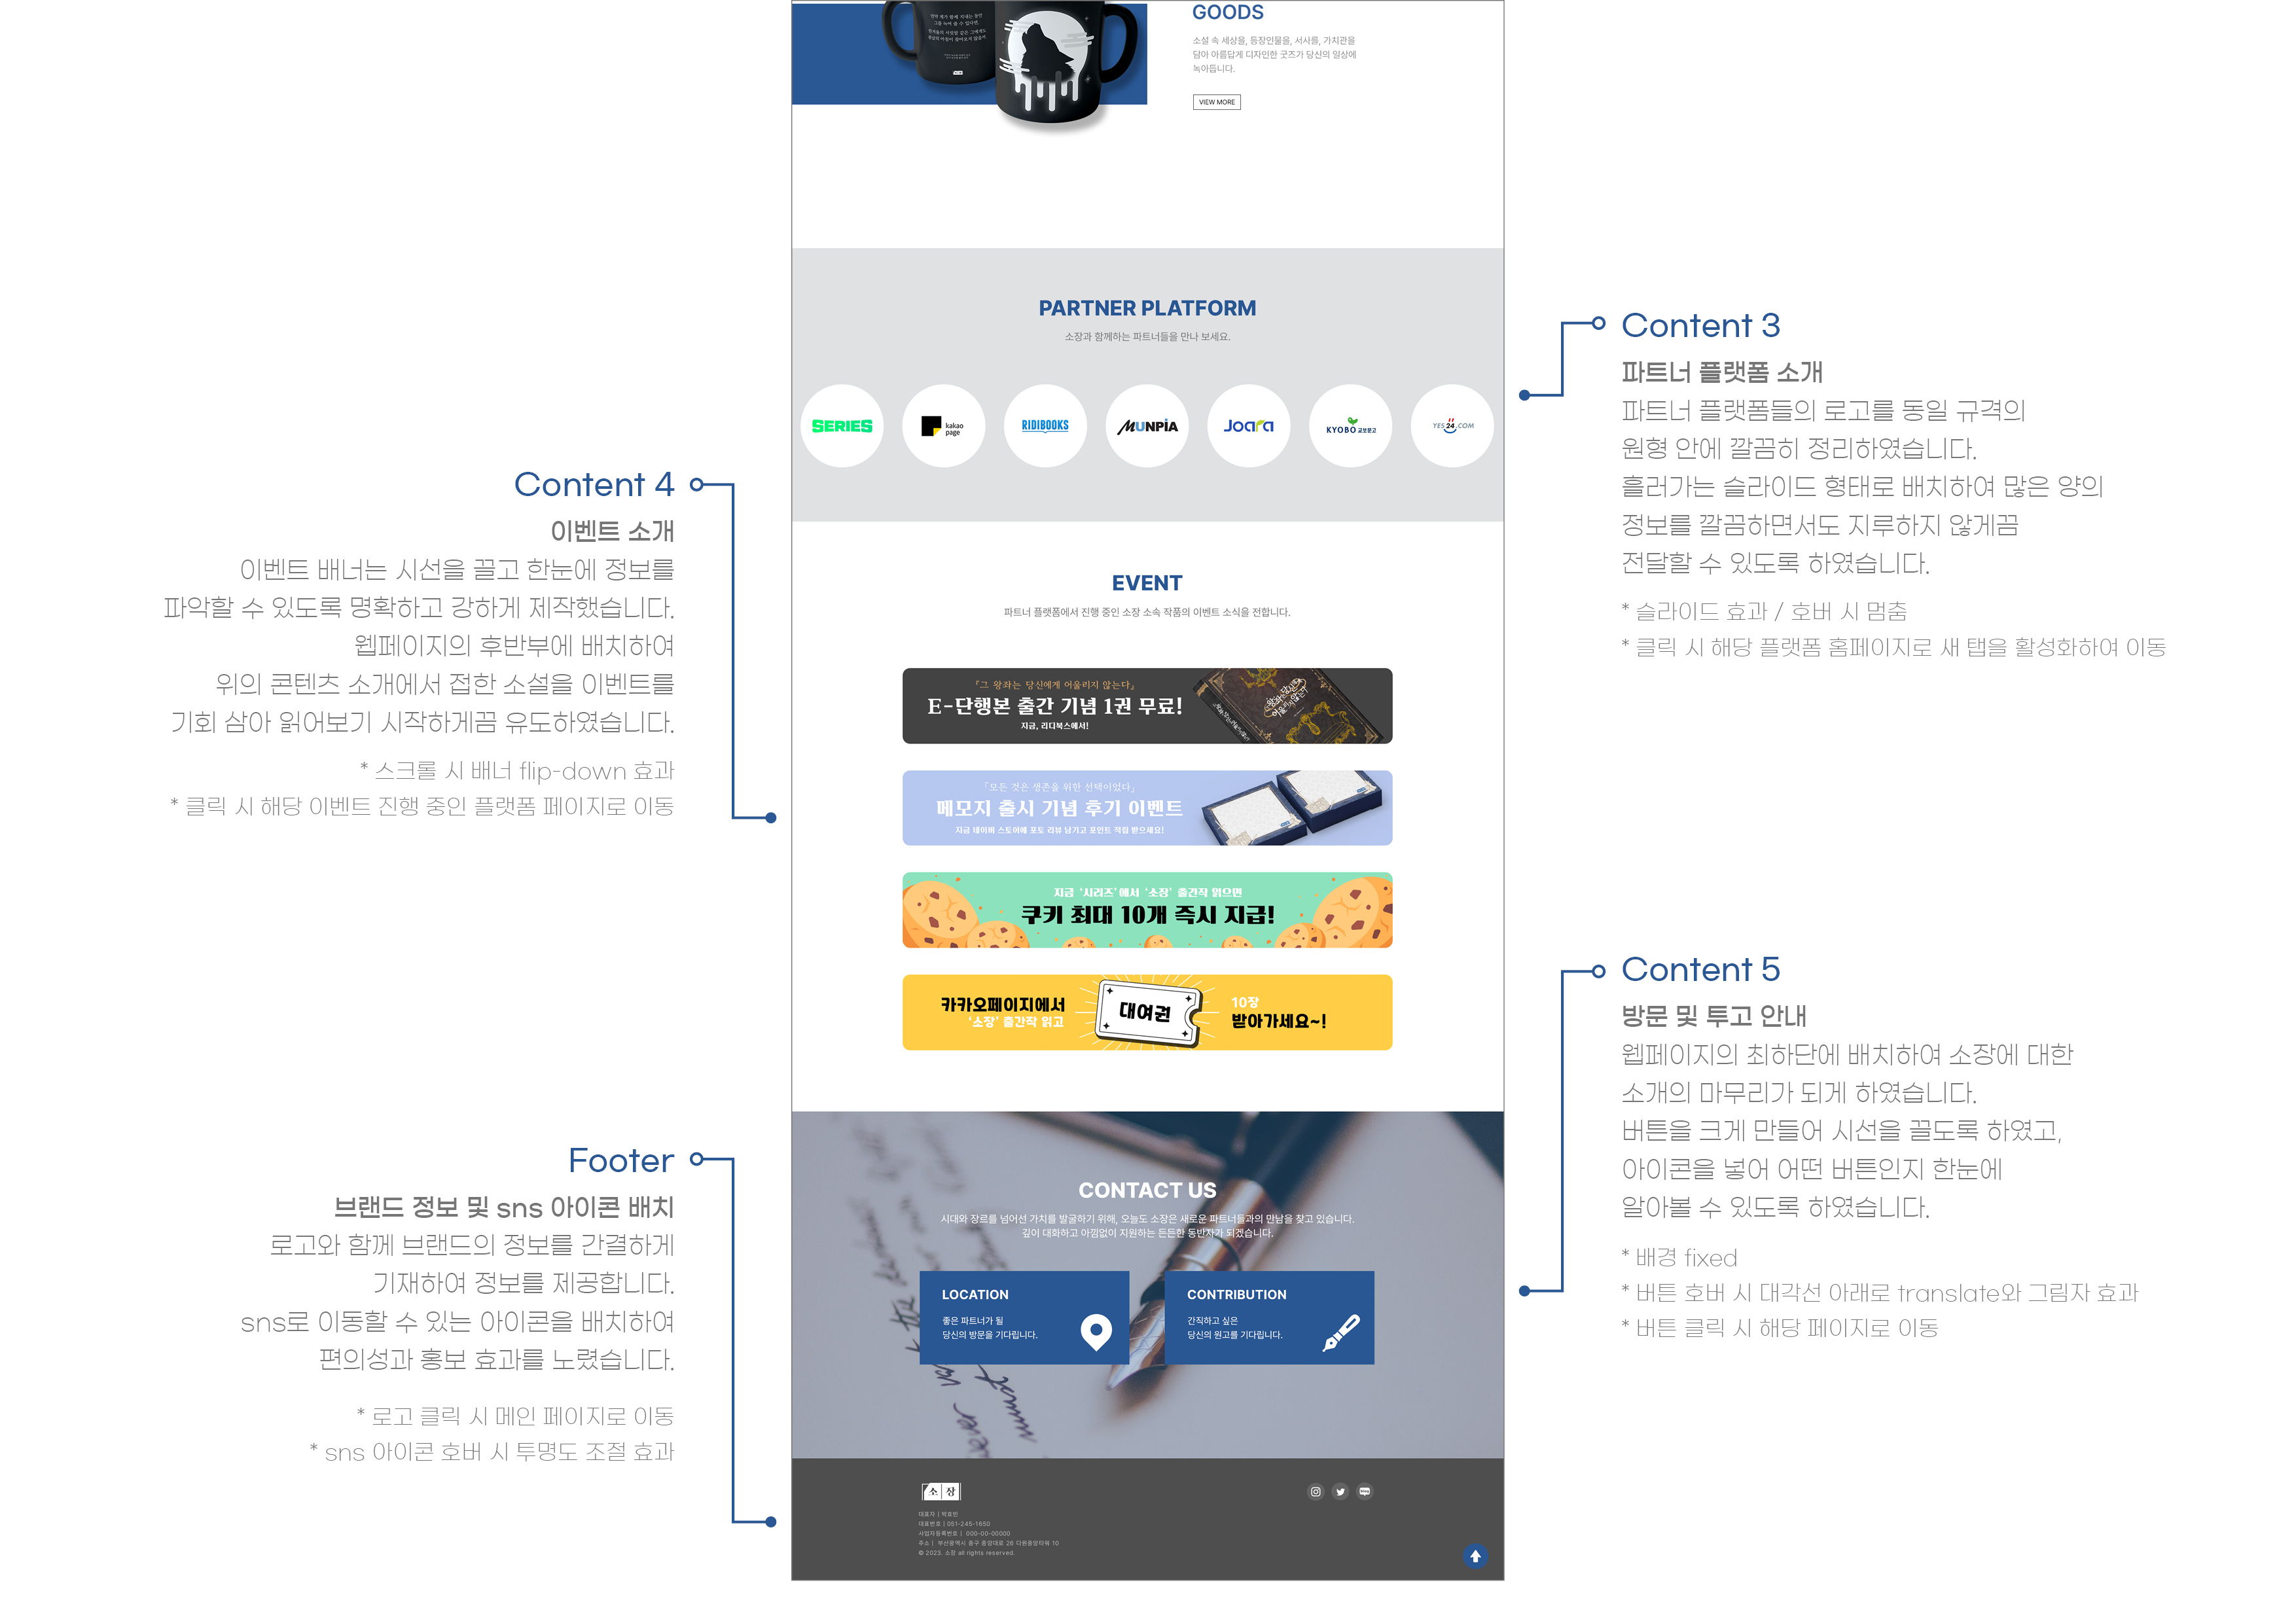 GOODS
소설 속 세상을, 등장인물을, 서사를, 가치관을
담아 아름답게 디자인한 굿즈가 당신의 일상에
녹아듭니다.
VIEW MORE
PARTNER PLATFORM
소장과 함께하는 파트너들을 만나 보세요.
SERIES
kakao
page
RIDIBOOKS
MUNPIA
Joara
KYOBO 교보문고
YES24.COM
Content 3
파트너 플랫폼 소개
파트너 플랫폼들의 로고를 동일 규격의
원형 안에 깔끔히 정리하였습니다.
흘러가는 슬라이드 형태로 배치하여 많은 양의
정보를 깔끔하면서도 지루하지 않게끔
전달할 수 있도록 하였습니다.
* 슬라이드 효과 / 호버 시 멈춤
* 클릭 시 해당 플랫폼 홈페이지로 새 탭을 활성화하여 이동
Content 4
이벤트 소개
이벤트 배너는 시선을 끌고 한눈에 정보를
파악할 수 있도록 명확하고 강하게 제작했습니다.
웹페이지의 후반부에 배치하여
위의 콘텐츠 소개에서 접한 소설을 이벤트를
기회 삼아 읽어보기 시작하게끔 유도하였습니다.
* 스크롤 시 배너 flip-down 효과
* 클릭 시 해당 이벤트 진행 중인 플랫폼 페이지로 이동
EVENT
파트너 플랫폼에서 진행 중인 소장 소속 작품의 이벤트 소식을 전합니다.
『그 왕좌는 당신에게 어울리지 않는다』
E-단행본 출간 기념 1권 무료!
지금, 리디북스에서!
『모든 것은 생존을 위한 선택이었다』
메모지 출시 기념 후기 이벤트
지금 네이버 스토어에 포토 리뷰 남기고 포인트 적립 받으세요!
지금 '시리즈'에서 '소장' 출간작 읽으면
쿠키 최대 10개 즉시 지급!
카카오페이지에서
'소장' 출간작 읽고
대여권
10장
받아가세요~!
Content 5
방문 및 투고 안내
웹페이지의 최하단에 배치하여 소장에 대한
소개의 마무리가 되게 하였습니다.
버튼을 크게 만들어 시선을 끌도록 하였고,
아이콘을 넣어 어떤 버튼인지 한눈에
알아볼 수 있도록 하였습니다.
* 배경 fixed
* 버튼 호버 시 대각선 아래로 translate와 그림자 효과
* 버튼 클릭 시 해당 페이지로 이동
CONTACT US
시대와 장르를 넘어선 가치를 발굴하기 위해, 오늘도 소장은 새로운 파트너들과의 만남을 찾고 있습니다.
깊이 대화하고 아낌없이 지원하는 든든한 동반자가 되겠습니다.
LOCATION
좋은 파트너가 될
당신의 방문을 기다립니다.
CONTRIBUTION
간직하고 싶은
당신의 원고를 기다립니다.
Footer
브랜드 정보 및 sns 아이콘 배치
로고와 함께 브랜드의 정보를 간결하게
기재하여 정보를 제공합니다.
sns로 이동할 수 있는 아이콘을 배치하여
편의성과 홍보 효과를 노렸습니다.
* 로고 클릭 시 메인 페이지로 이동
* sns 아이콘 호버 시 투명도 조절 효과
소장
대표번호 | 051-245-1650
사업자등록번호 | 000-00-00000
주소 | 부산광역시 중구 중앙대로 26 다원중앙타워 10
© 2023. 소장 all rights reserved.